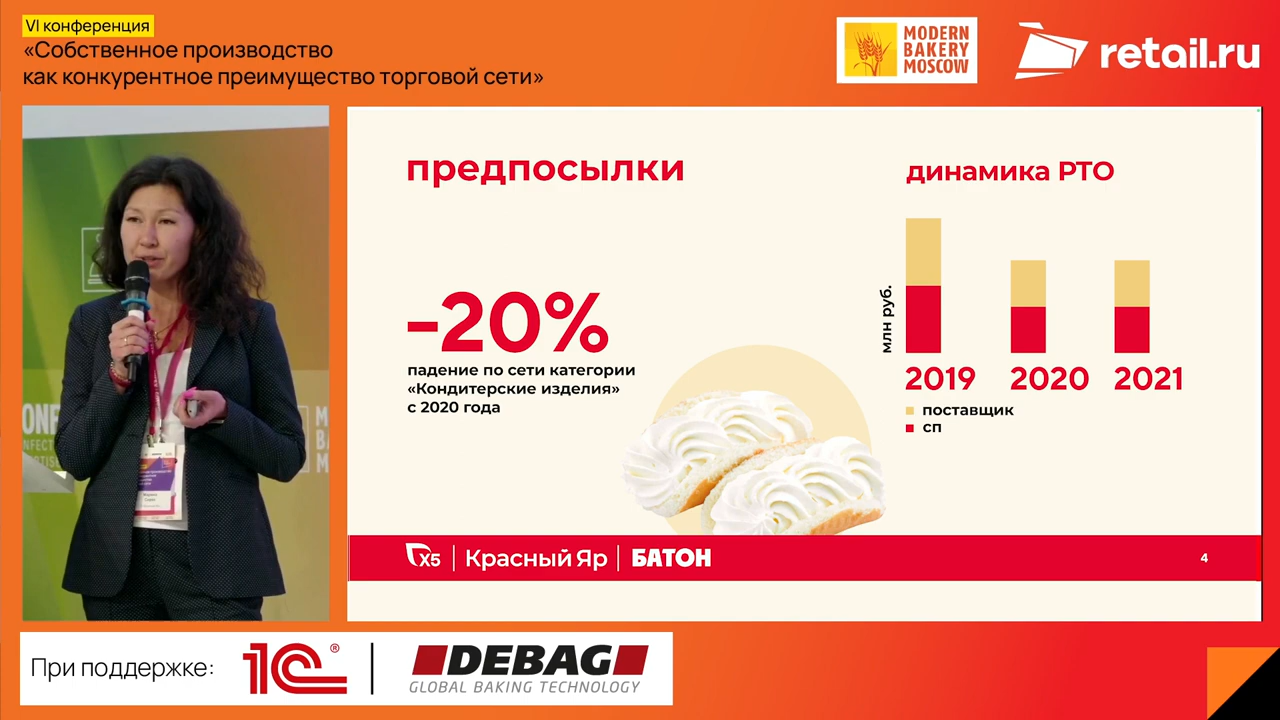 VI конференция
«Собственное производство
как конкурентное преимущество торговой сети»
MODERN
BAKERY
MOSCOW
retail.ru
предпосылки
динамика РТО
-20%
падение по сети категории
«Кондитерские изделия»
с 2020 года
млн руб.
2019 2020 2021
поставщик
сп
X5 | Красный Яр | БАТОН
4
При поддержке:
1С®
DEBAG
GLOBAL BAKING TECHNOLOGY